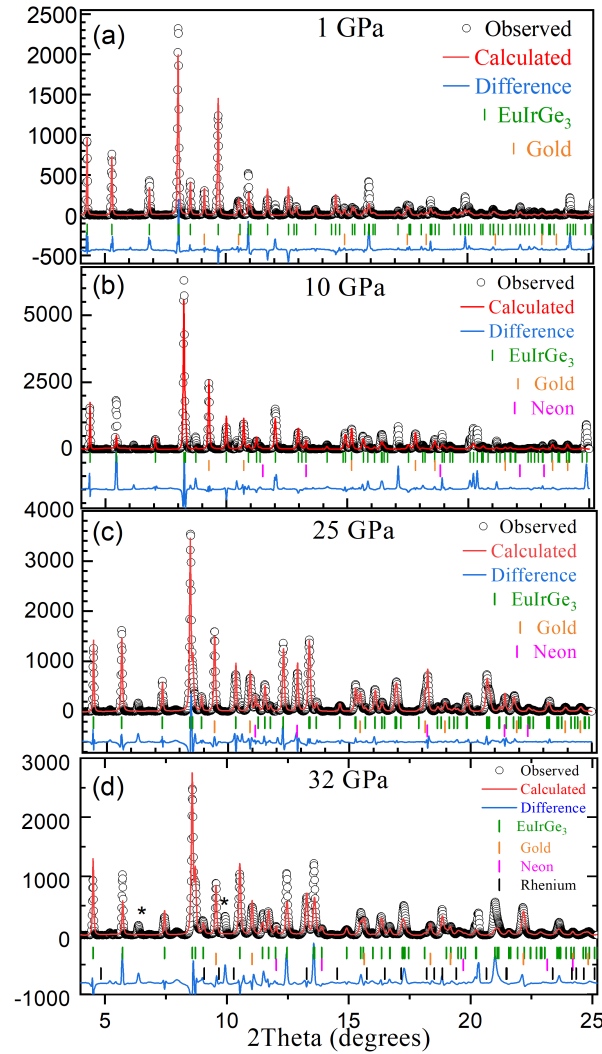 (a)
1 GPa
Observed
Calculated
Difference
EuIrGe3
Gold
2500
2000
1500
1000
500
0
-500
(b)
10 GPa
Observed
Calculated
Difference
EuIrGe3
Gold
Neon
5000
2500
0
(c)
25 GPa
Observed
Calculated
Difference
EuIrGe3
Gold
Neon
4000
3000
2000
1000
0
(d)
32 GPa
Observed
Calculated
Difference
EuIrGe3
Gold
Neon
Rhenium
*
*
3000
2000
1000
0
-1000
5 10 15 20 25
2Theta (degrees)